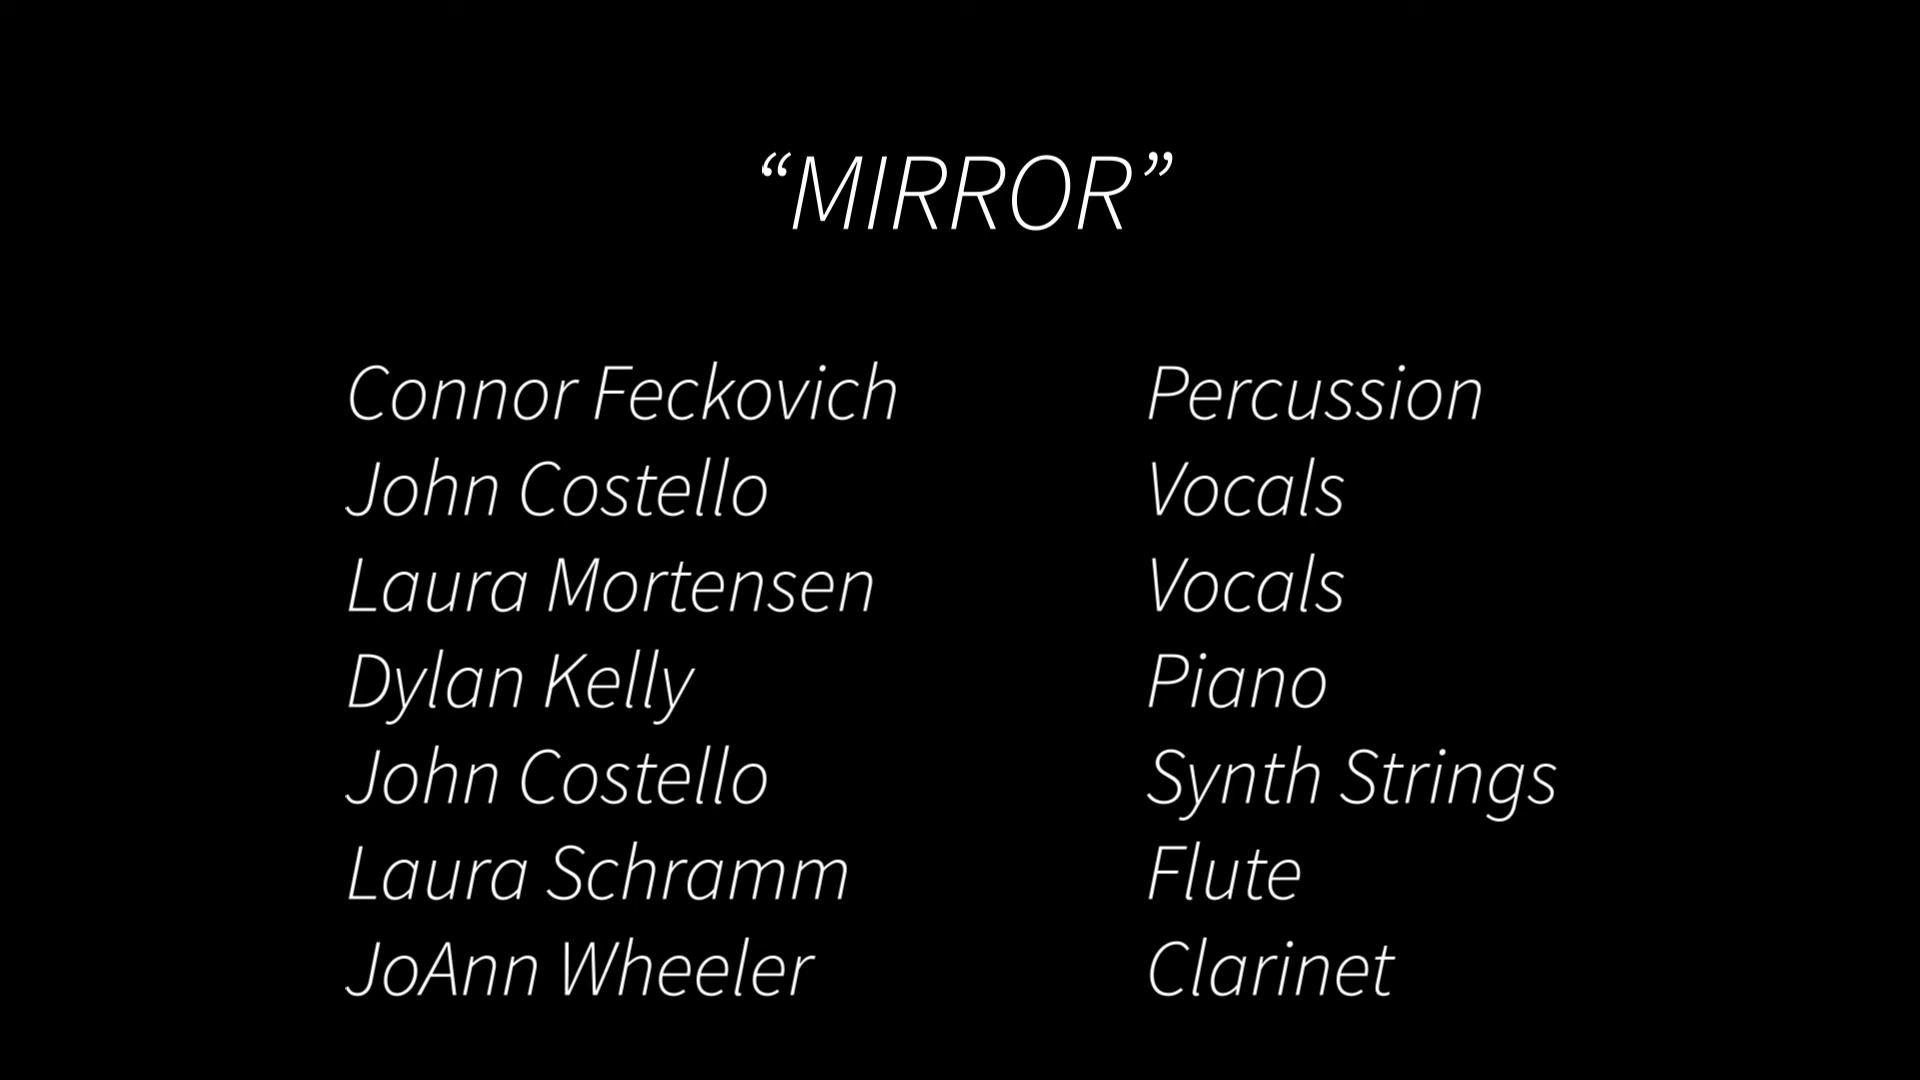 “MIRROR”
Connor Feckovich Percussion
John Costello Vocals
Laura Mortensen Vocals
Dylan Kelly Piano
John Costello Synth Strings
Laura Schramm Flute
JoAnn Wheeler Clarinet